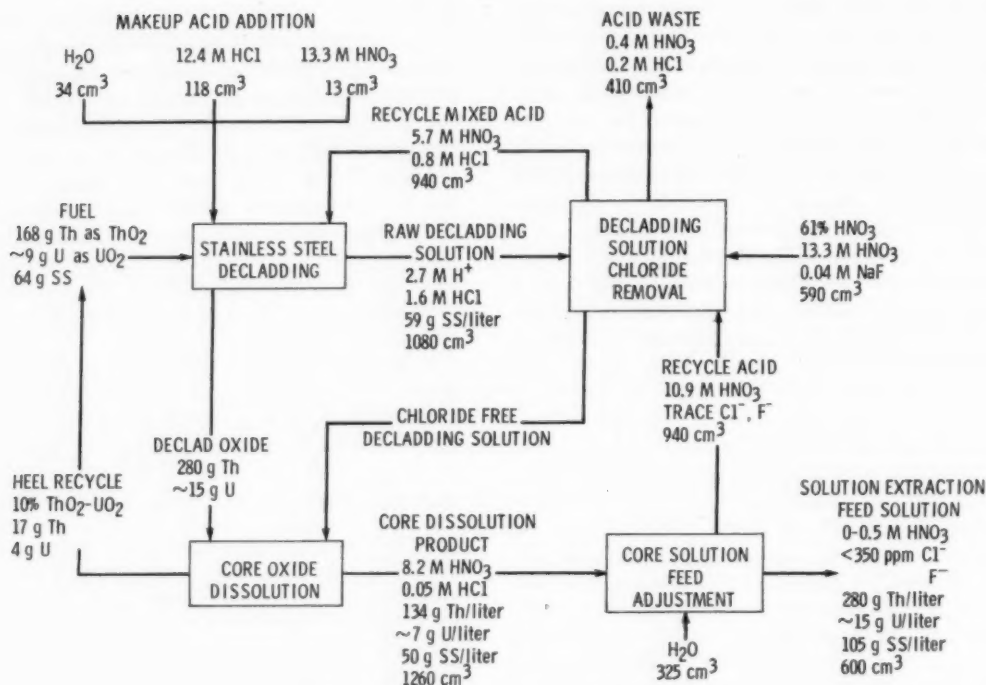 MAKEUP ACID ADDITION
H2O
34 cm3
12.4 M HCl
118 cm3
13.3 M HNO3
13 cm3
ACID WASTE
0.4 M HNO3
0.2 M HCl
410 cm3
RECYCLE MIXED ACID
5.7 M HNO3
0.8 M HCl
940 cm3
FUEL
168 g Th as ThO2
~9 g U as UO2
64 g SS
STAINLESS STEEL
DECLADDING
RAW DECLADDING
SOLUTION
2.7 M H+
1.6 M HCl
59 g SS/liter
1080 cm3
DECLADDING
SOLUTION
CHLORIDE
REMOVAL
61% HNO3
13.3 M HNO3
0.04 M NaF
590 cm3
RECYCLE ACID
10.9 M HNO3
TRACE Cl-, F-
940 cm3
CHLORIDE FREE
DECLADDING SOLUTION
DECLAD OXIDE
280 g Th
~15 g U
HEEL RECYCLE
10% ThO2-UO2
17 g Th
4 g U
CORE OXIDE
DISSOLUTION
CORE DISSOLUTION
PRODUCT
8.2 M HNO3
0.05 M HCl
134 g Th/liter
~7 g U/liter
50 g SS/liter
1260 cm3
CORE SOLUTION
FEED
ADJUSTMENT
H2O
325 cm3
SOLUTION EXTRACTION
FEED SOLUTION
0-0.5 M HNO3
<350 ppm Cl-
F-
280 g Th/liter
~15 g U/liter
105 g SS/liter
600 cm3